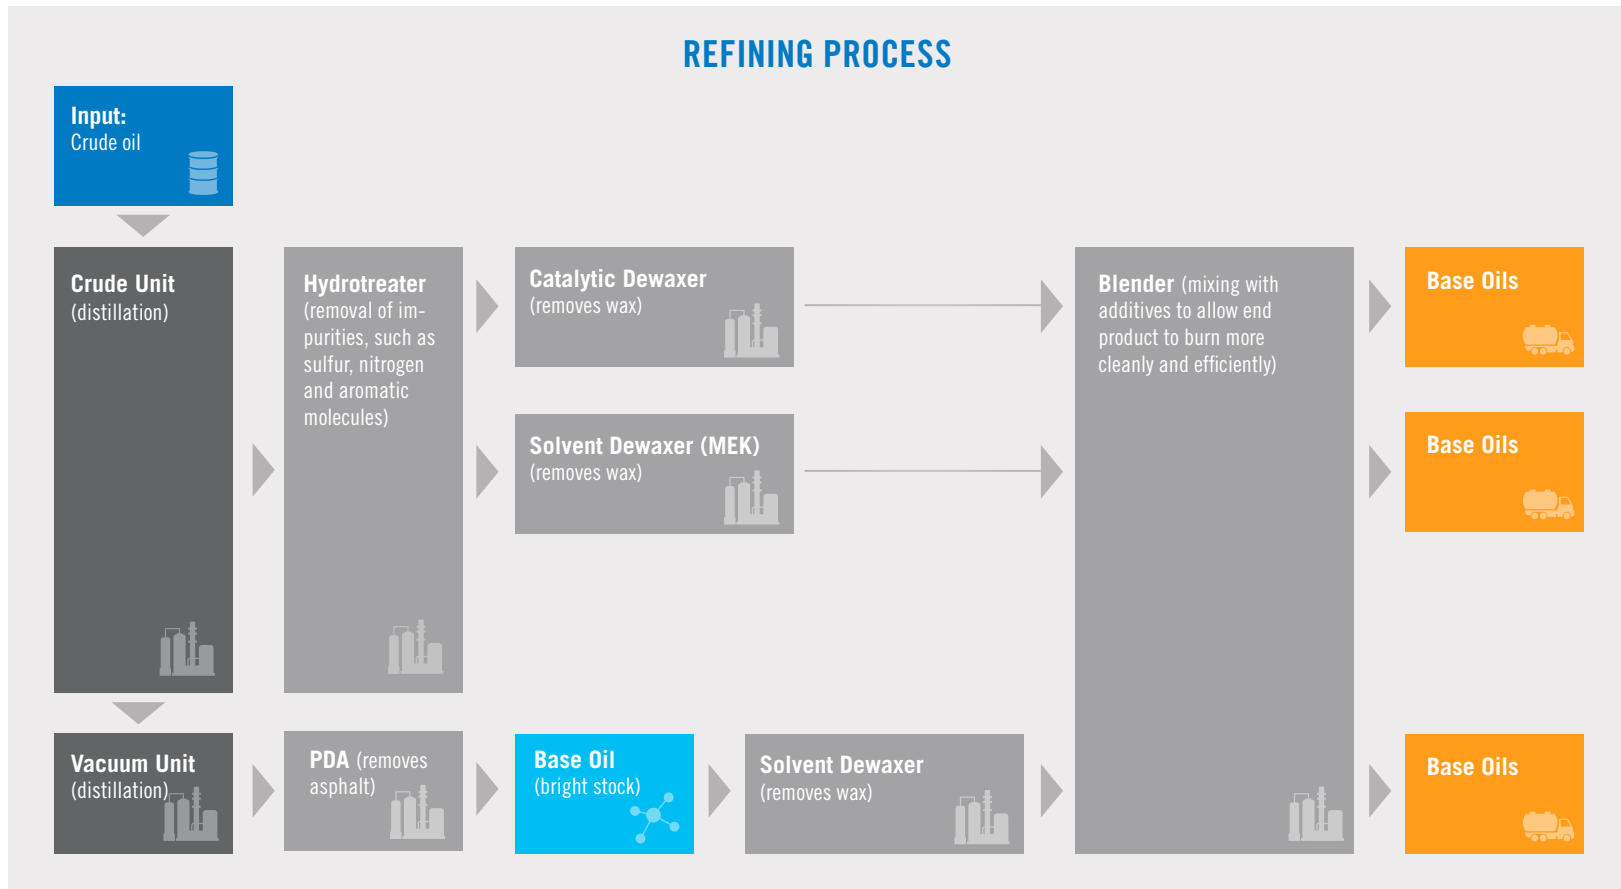 REFINING PROCESS
Input:
Crude oil
Crude Unit
(distillation)
Hydrotreater
(removal of im-
purities, such as
sulfur, nitrogen
and aromatic
molecules)
Catalytic Dewaxer
(removes wax)
Blender (mixing with
additives to allow end
product to burn more
cleanly and efficiently)
Base Oils
Solvent Dewaxer (MEK)
(removes wax)
Base Oils
Vacuum Unit
(distillation)
PDA (removes
asphalt)
Base Oil
(bright stock)
Solvent Dewaxer
(removes wax)
Base Oils